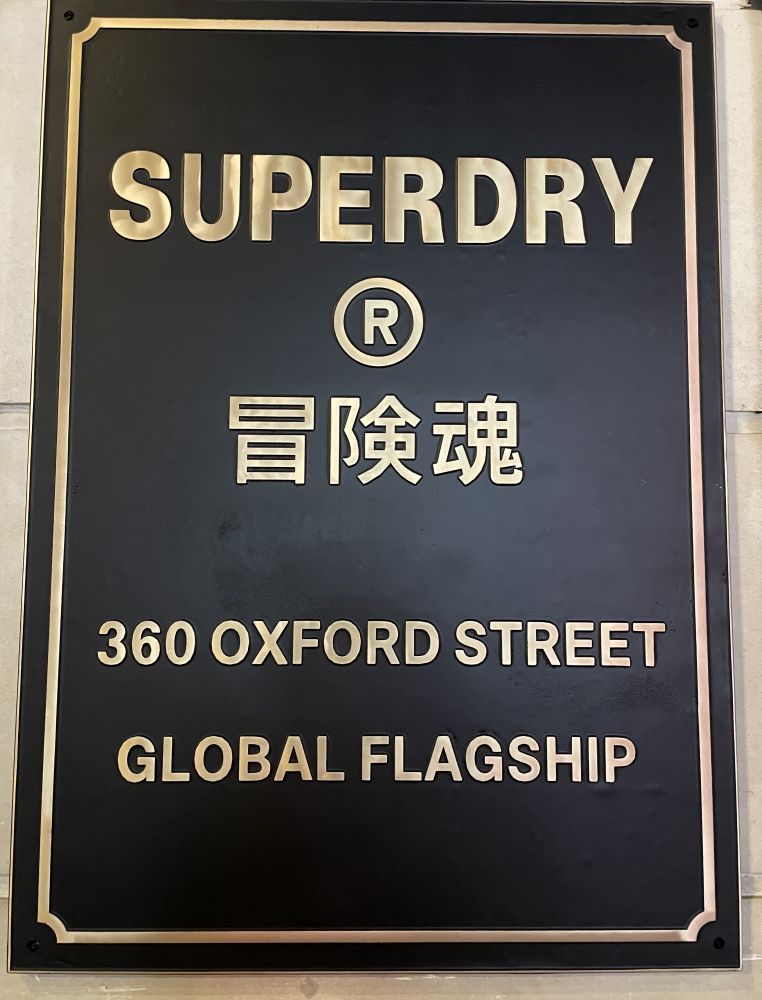 SUPERDRY
®
冒険魂
360 OXFORD STREET
GLOBAL FLAGSHIP